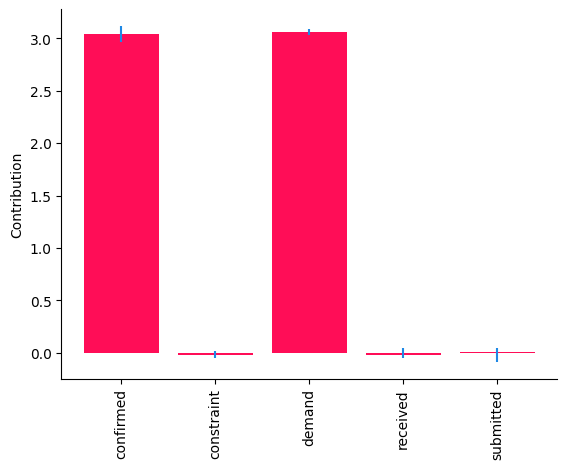 3.0
2.5
2.0
1.5
1.0
0.5
0.0
Contribution
confirmed
constraint
demand
received
submitted